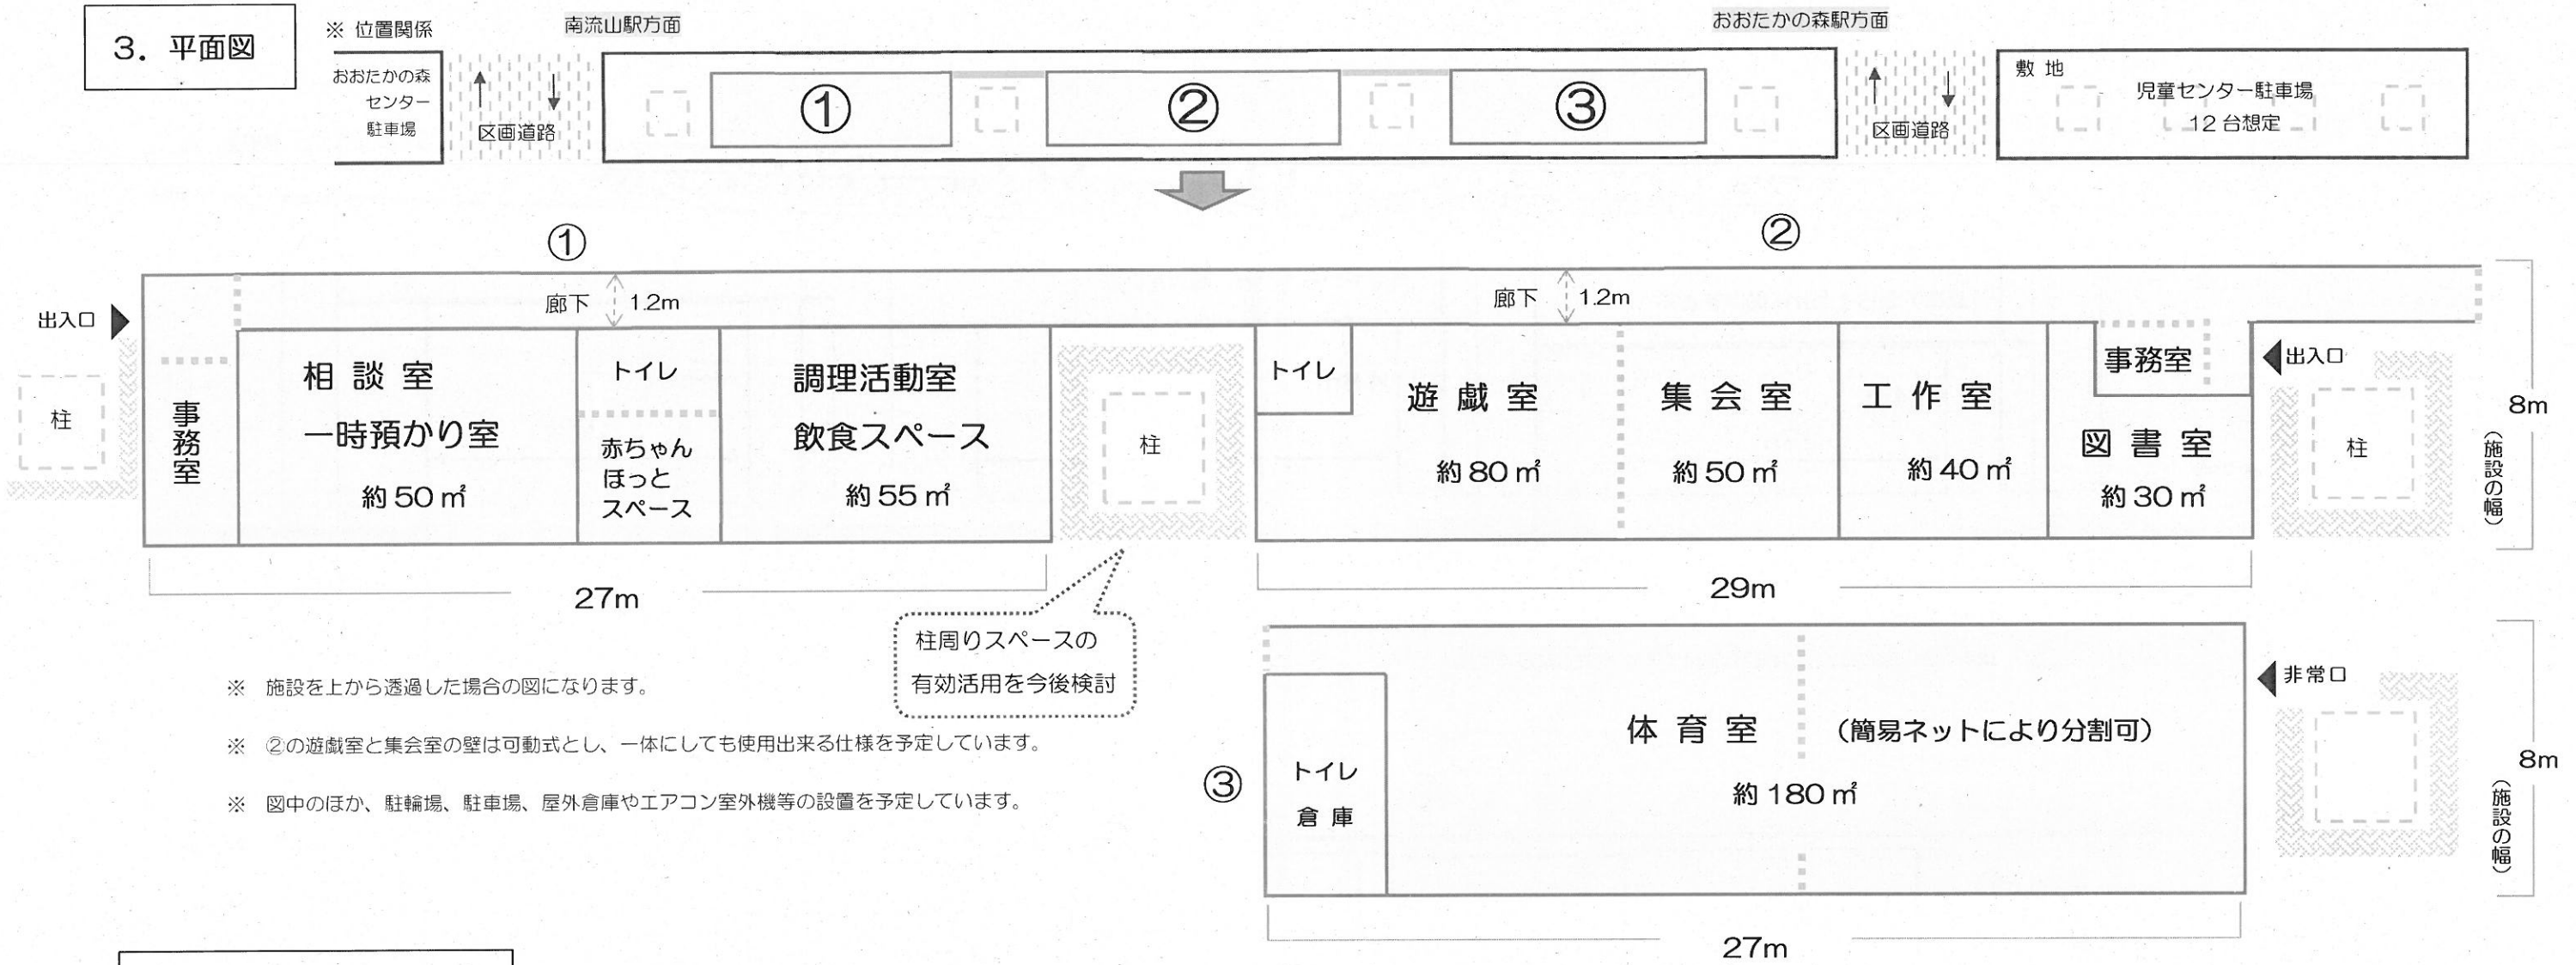 3. 平面図
※ 位置関係
南流山駅方面
おおたかの森駅方面
おおたかの森
センター
駐車場
区画道路
①
②
③
区画道路
敷 地
児童センター駐車場
12 台想定
①
②
出入口
廊下 1.2m
廊下 1.2m
柱
事務室
相 談 室
一時預かり室
約 50 ㎡
トイレ
赤ちゃん
ほっと
スペース
調理活動室
飲食スペース
約 55 ㎡
柱
トイレ
遊 戯 室
約 80 ㎡
集 会 室
約 50 ㎡
工 作 室
約 40 ㎡
事務室
図 書 室
約 30 ㎡
出入口
柱
8m
（施設の幅）
27m
29m
柱周りスペースの
有効活用を今後検討
※ 施設を上から透過した場合の図になります。
※ ②の遊戯室と集会室の壁は可動式とし、一体にしても使用出来る仕様を予定しています。
※ 図中のほか、駐輪場、駐車場、屋外倉庫やエアコン室外機等の設置を予定しています。
③
トイレ
倉 庫
体 育 室 （簡易ネットにより分割可）
約 180 ㎡
非常口
8m
（施設の幅）
27m